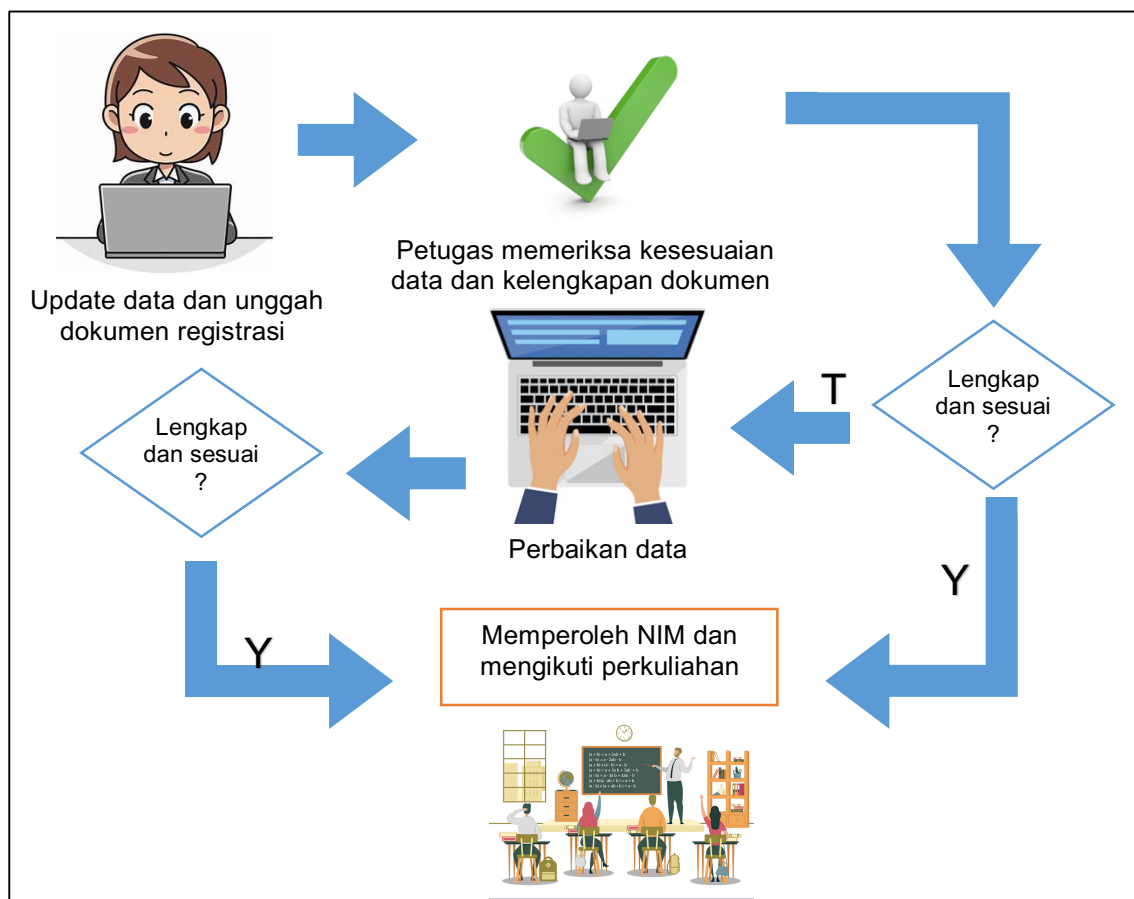 Update data dan unggah
dokumen registrasi
Petugas memeriksa kesesuaian
data dan kelengkapan dokumen
Lengkap
dan sesuai
?
T
Perbaikan data
Lengkap
dan sesuai
?
Y
Y
Memperoleh NIM dan
mengikuti perkuliahan